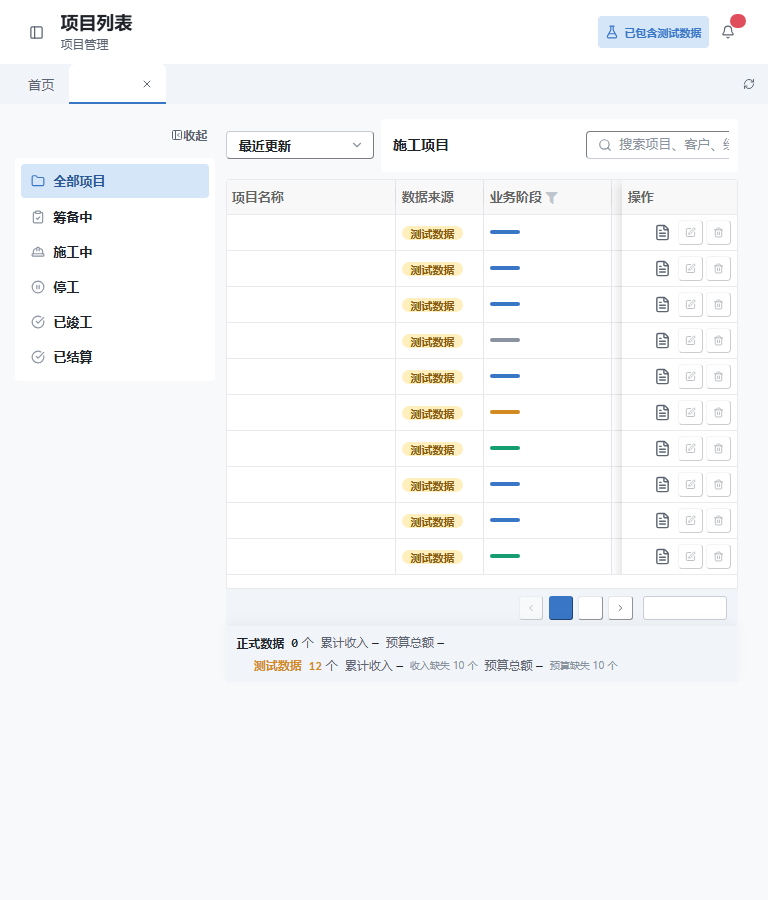 项目列表
项目管理
已包含测试数据
首页
收起
全部项目
筹备中
施工中
停工
已竣工
已结算
最近更新
施工项目
搜索项目、客户、
项目名称 数据来源 业务阶段 操作
测试数据
测试数据
测试数据
测试数据
测试数据
测试数据
测试数据
测试数据
测试数据
测试数据
正式数据 0 个 累计收入 – 预算总额 –
测试数据 12 个 累计收入 – 收入缺失 10 个 预算总额 – 预算缺失 10 个